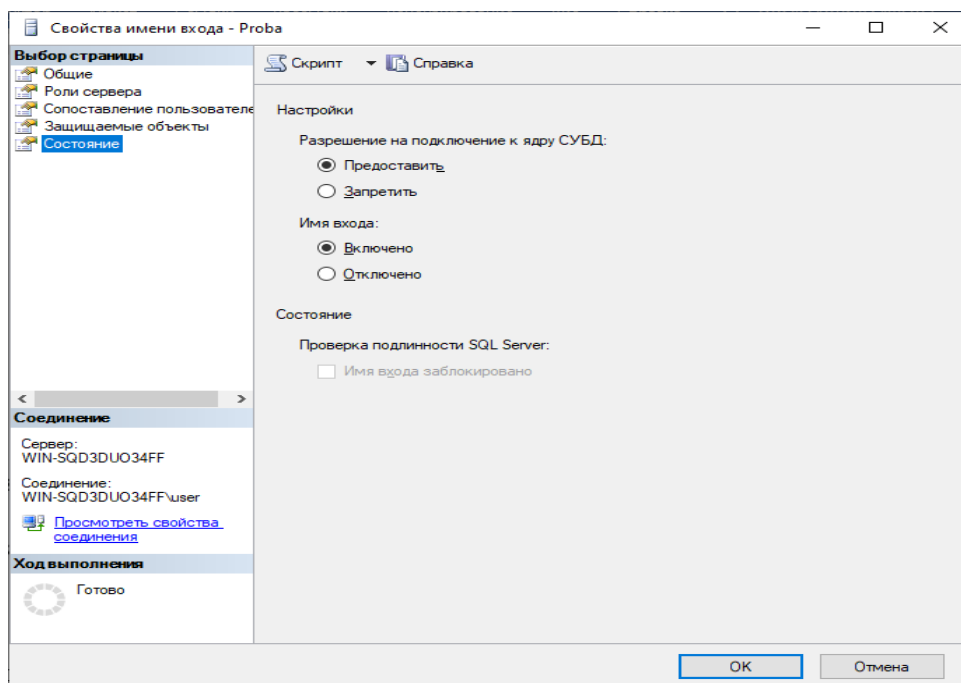 Свойства имени входа - Proba
Выбор страницы
Общие
Роли сервера
Сопоставление пользователе
Защищаемые объекты
Состояние
Скрипт
Справка
Настройки
Разрешение на подключение к ядру СУБД:
Предоставить
Запретить
Имя входа:
Включено
Отключено
Состояние
Проверка подлинности SQL Server:
Имя входа заблокировано
Соединение
Сервер:
WIN-SQD3DUO34FF
Соединение:
WIN-SQD3DUO34FF\user
Просмотреть свойства
соединения
Ход выполнения
Готово
OK
Отмена